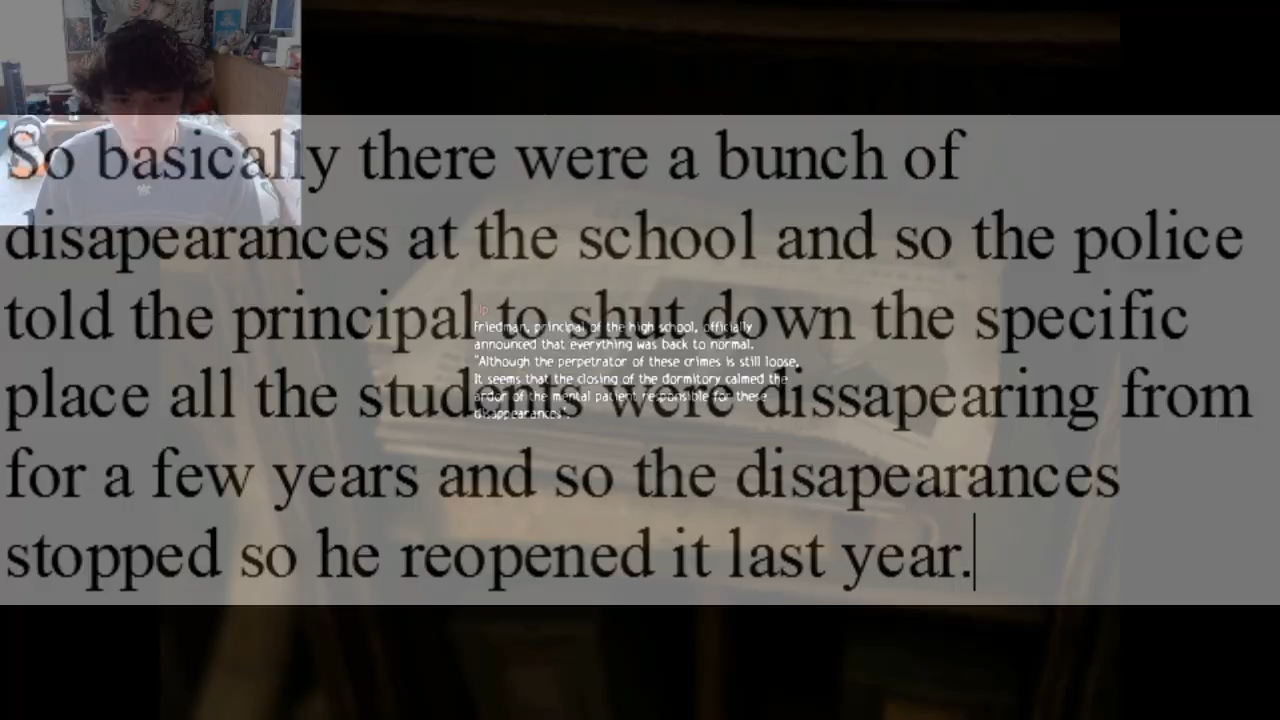 So basically there were a bunch of
disapearances at the school and so the police
told the principal to shut down the specific
place all the students were dissapearing from
for a few years and so the disapearances
stopped so he reopened it last year.
Friedman, principal of the high school, officially
announced that everything was back to normal.
"Although the perpetrator of these crimes is still loose,
It seems that the closing of the dormitory calmed the
ardor of the mental patient responsible for these
disappearances".